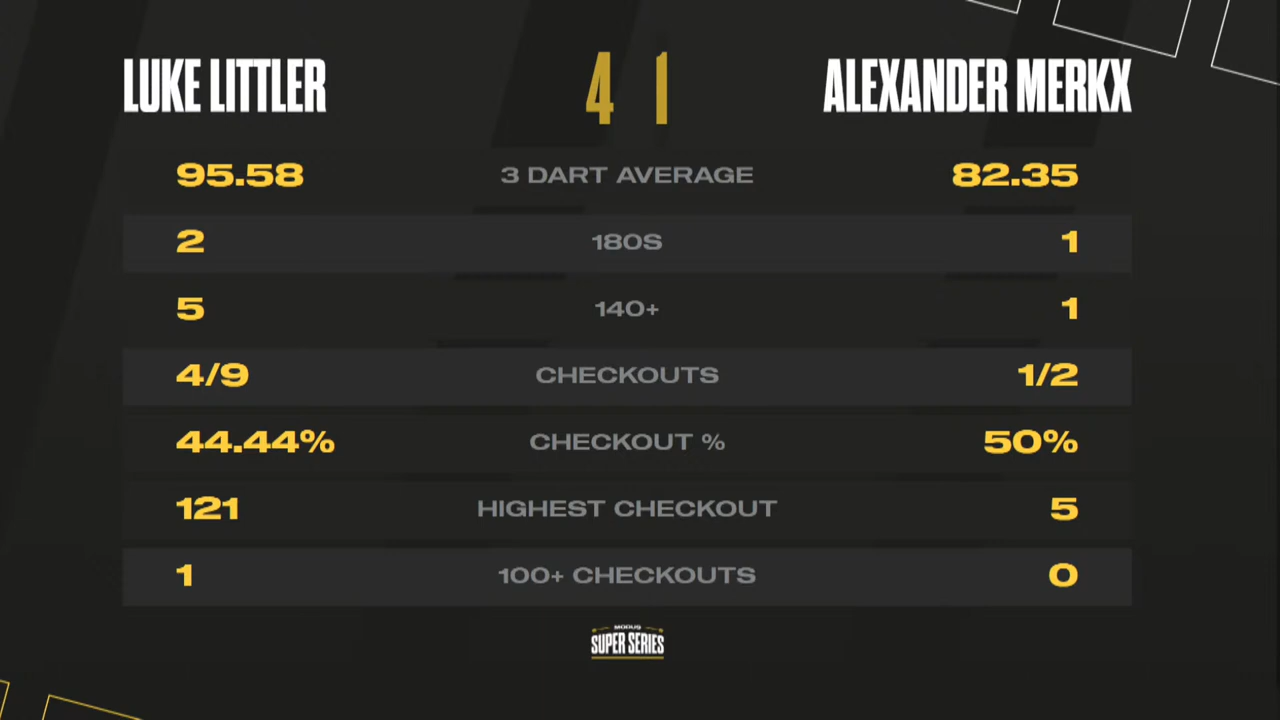 LUKE LITTLER 4 1 ALEXANDER MERKX
95.58 3 DART AVERAGE 82.35
2 180S 1
5 140+ 1
4/9 CHECKOUTS 1/2
44.44% CHECKOUT % 50%
121 HIGHEST CHECKOUT 5
1 100+ CHECKOUTS 0
MODUS
SUPER SERIES